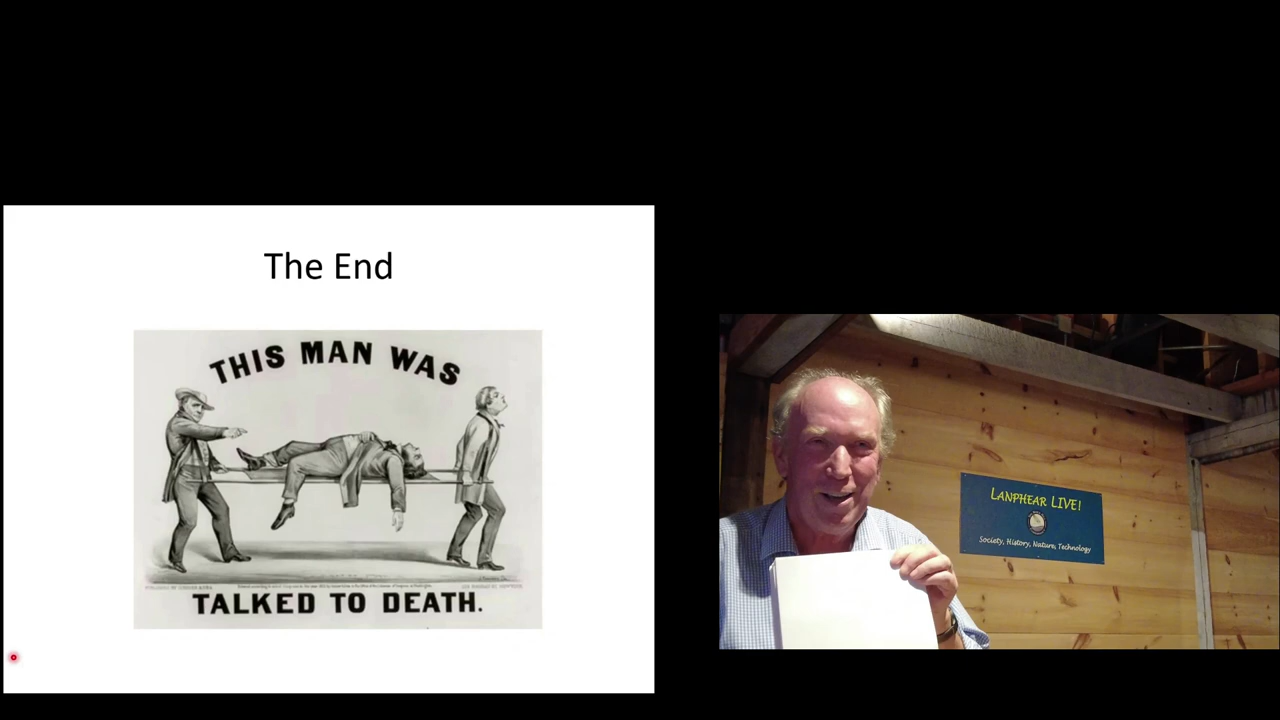 The End
THIS MAN WAS
TALKED TO DEATH.
LANPHEAR LIVE!
Society, History, Nature, Technology